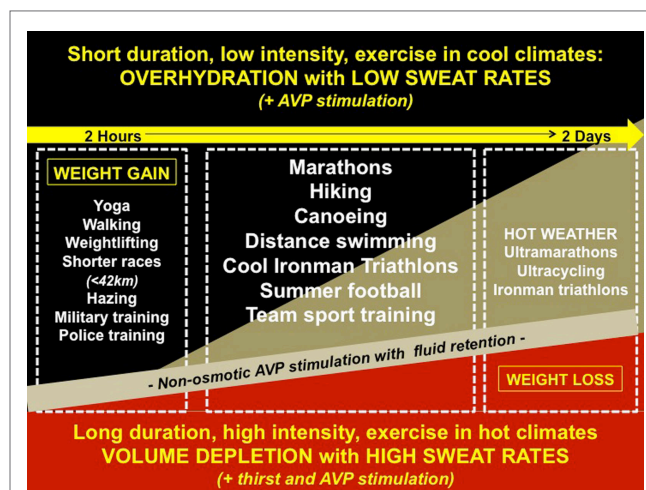 Short duration, low intensity, exercise in cool climates:
OVERHYDRATION with LOW SWEAT RATES
(+ AVP stimulation)
2 Hours
2 Days
WEIGHT GAIN
Yoga
Walking
Weightlifting
Shorter races
(<42km)
Hazing
Military training
Police training
Marathons
Hiking
Canoeing
Distance swimming
Cool Ironman Triathlons
Summer football
Team sport training
HOT WEATHER
Ultramarathons
Ultracycling
Ironman triathlons
- Non-osmotic AVP stimulation with fluid retention -
WEIGHT LOSS
Long duration, high intensity, exercise in hot climates
VOLUME DEPLETION with HIGH SWEAT RATES
(+ thirst and AVP stimulation)